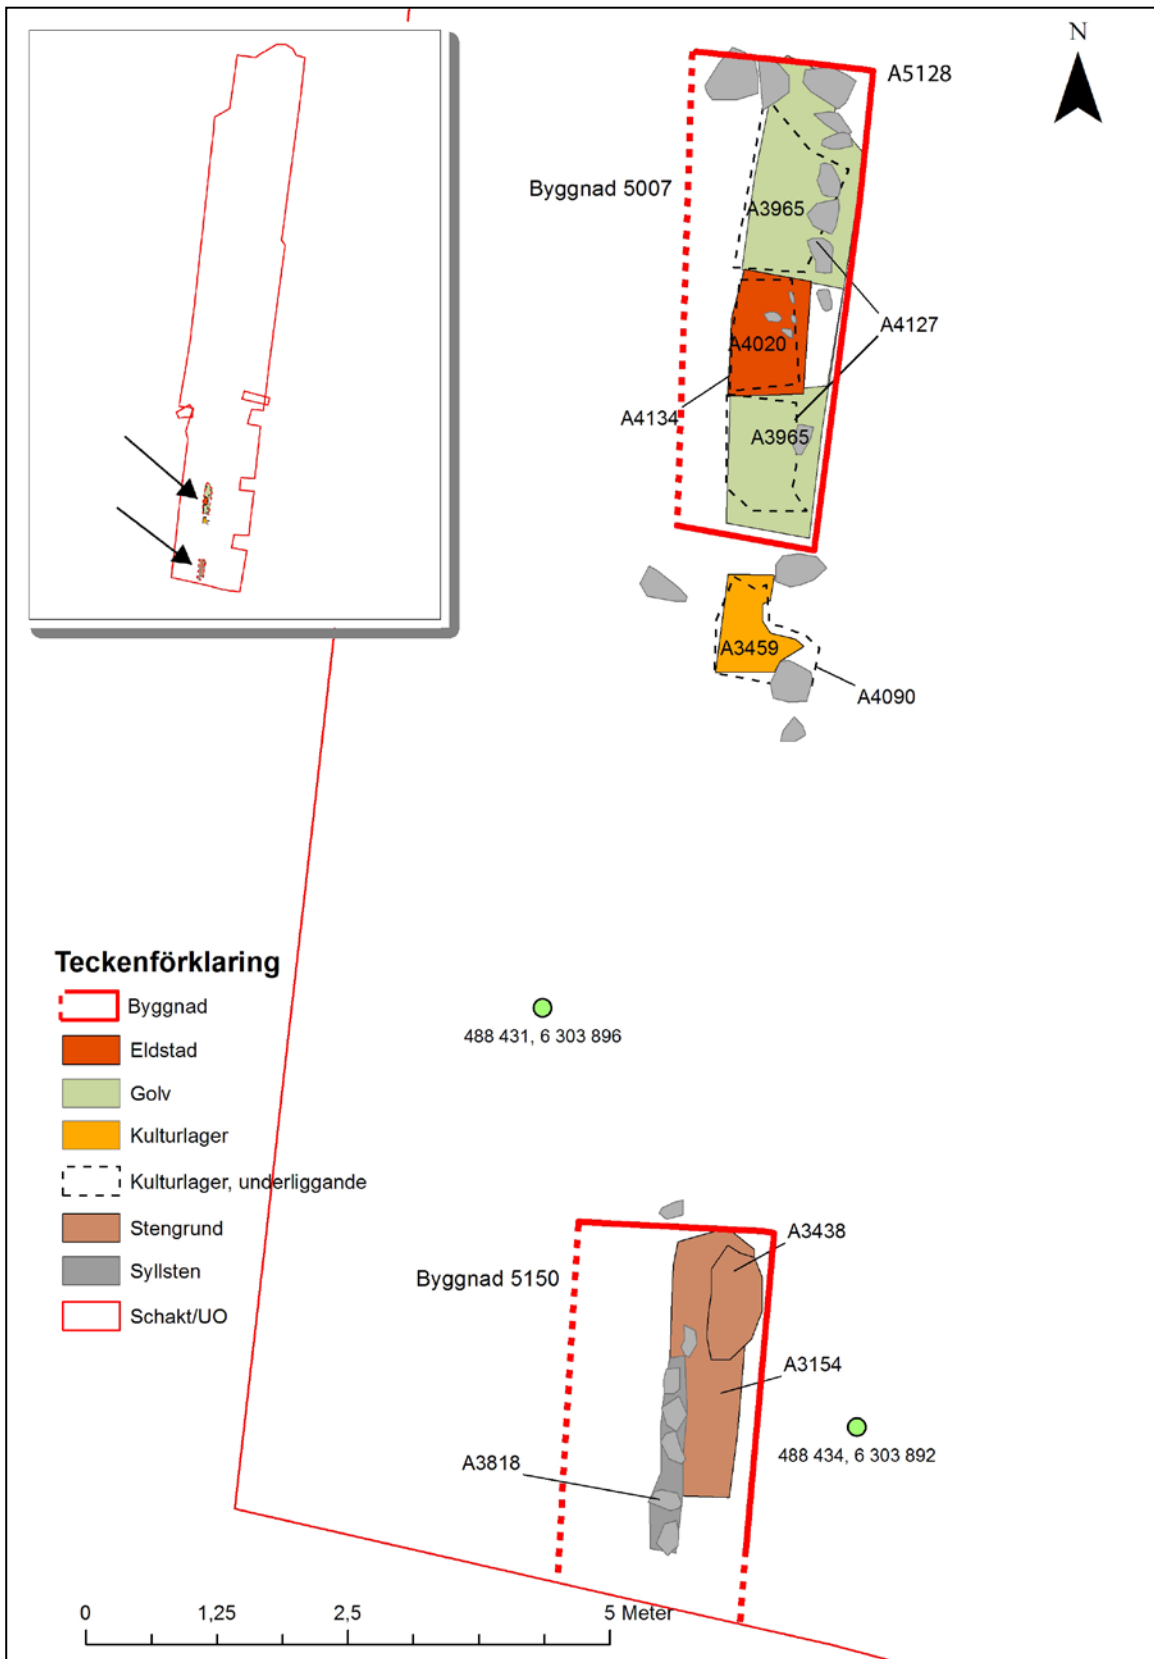 N
A5128
Byggnad 5007
A3965
A4127
A4020
A4134
A3965
A3459
A4090
Teckenförklaring
Byggnad
Eldstad
Golv
Kulturlager
Kulturlager, underliggande
Stengrund
Syllsten
Schakt/UO
488 431, 6 303 896
A3438
Byggnad 5150
A3154
A3818
488 434, 6 303 892
0 1,25 2,5 5 Meter